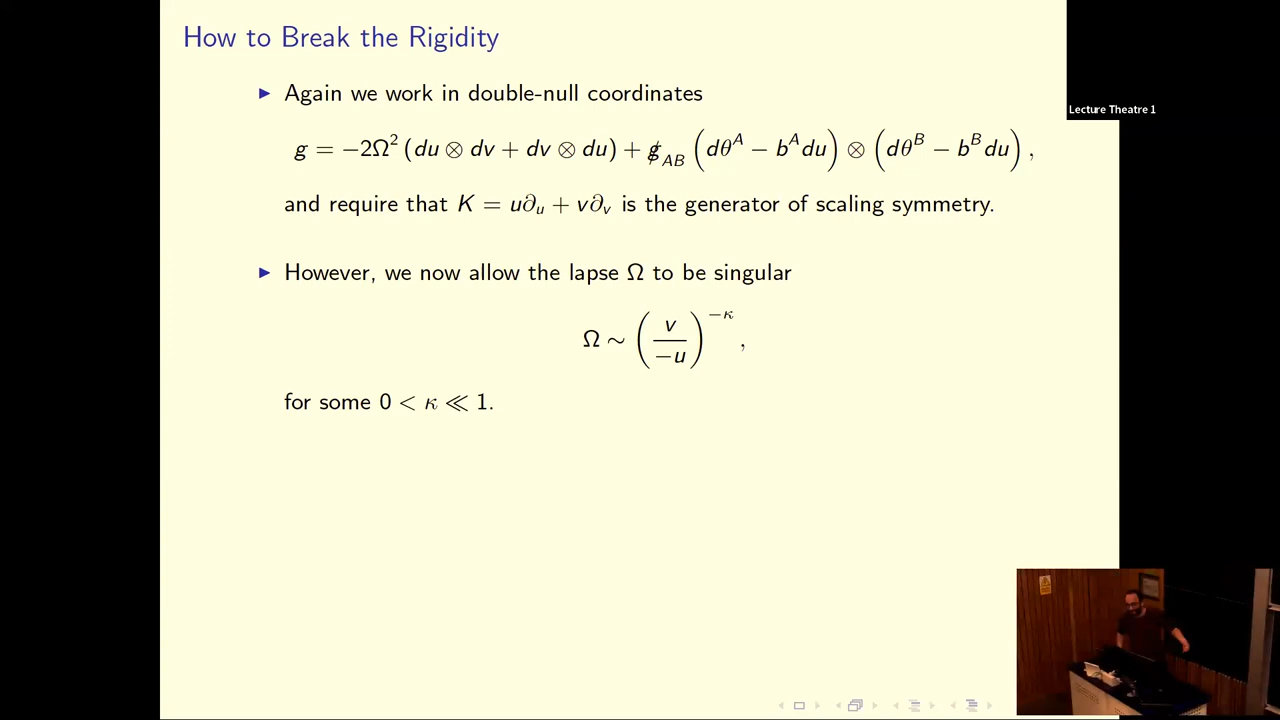 How to Break the Rigidity
▶ Again we work in double-null coordinates
g = −2Ω² (du ⊗ dv + dv ⊗ du) + g̸_AB (dθ^A − b^A du) ⊗ (dθ^B − b^B du) ,
and require that K = u∂_u + v∂_v is the generator of scaling symmetry.
▶ However, we now allow the lapse Ω to be singular
Ω ∼ (v/−u)^−κ ,
for some 0 < κ ≪ 1.
Lecture Theatre 1